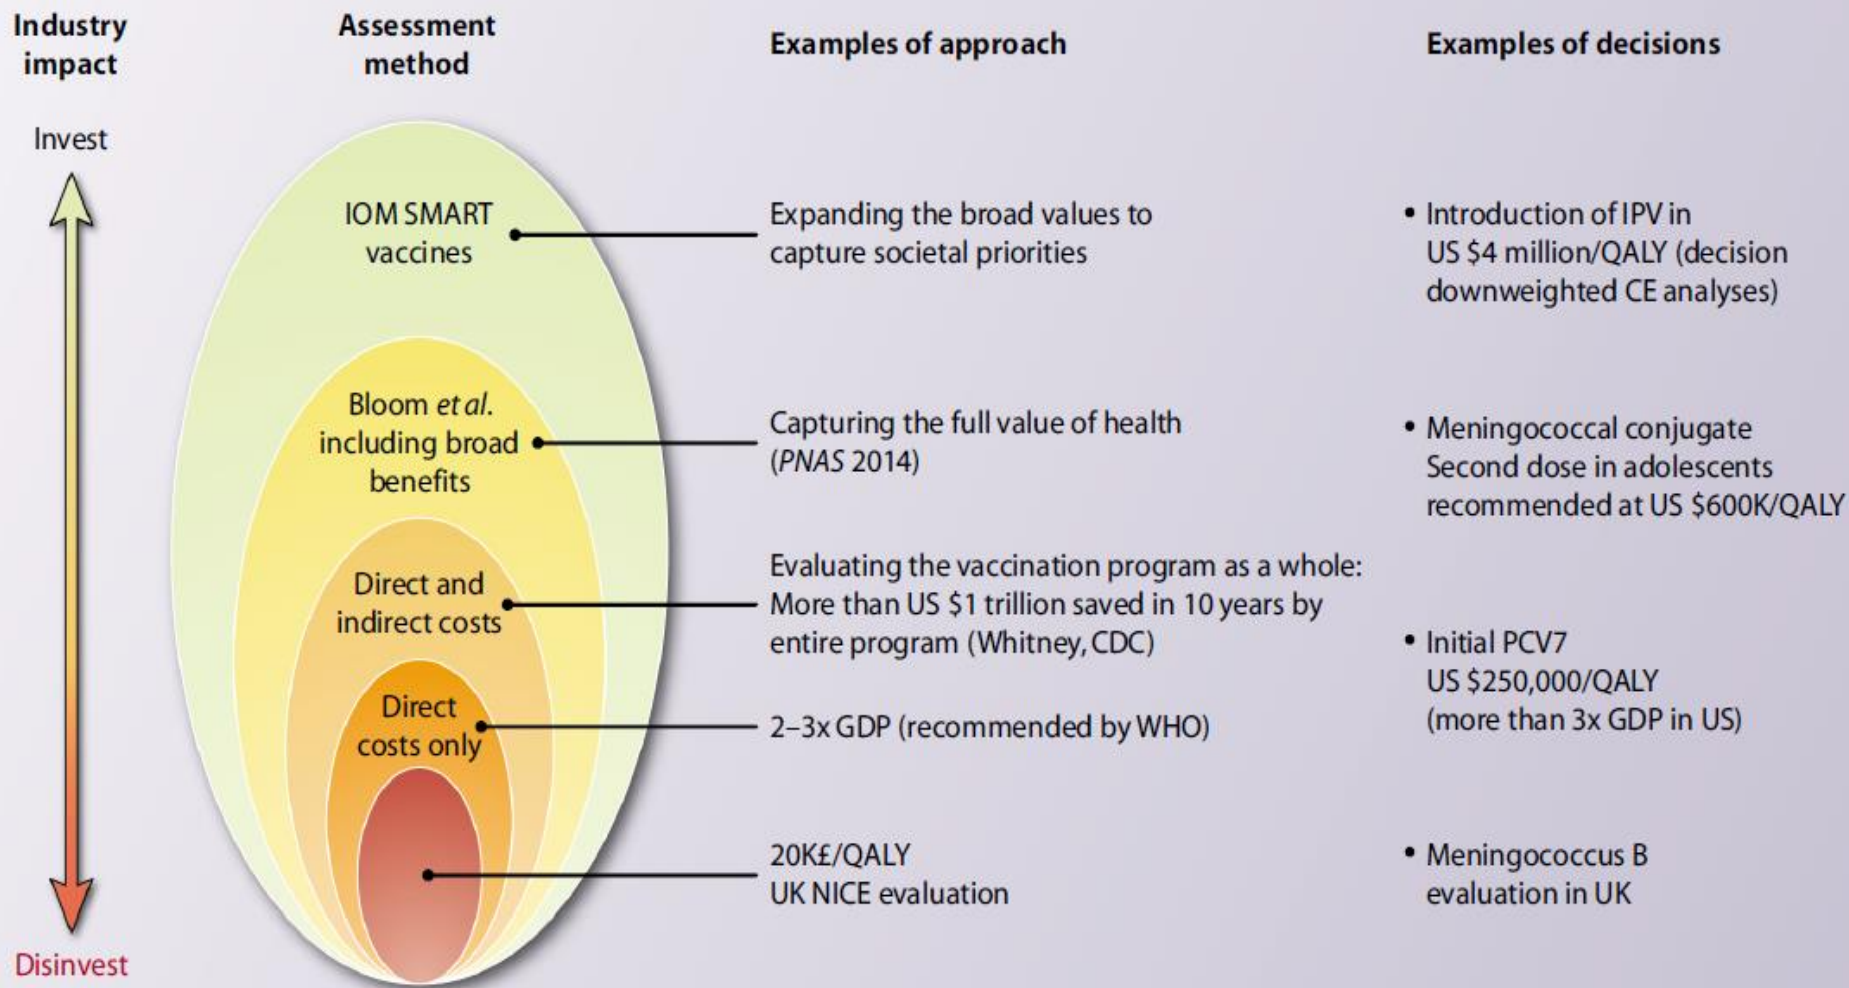 Industry
impact
Assessment
method
Examples of approach
Examples of decisions
Invest
IOM SMART
vaccines
Expanding the broad values to
capture societal priorities
• Introduction of IPV in
US $4 million/QALY (decision
downweighted CE analyses)
Bloom et al.
including broad
benefits
Capturing the full value of health
(PNAS 2014)
• Meningococcal conjugate
Second dose in adolescents
recommended at US $600K/QALY
Direct and
indirect costs
Evaluating the vaccination program as a whole:
More than US $1 trillion saved in 10 years by
entire program (Whitney, CDC)
• Initial PCV7
US $250,000/QALY
(more than 3x GDP in US)
Direct
costs only
2–3x GDP (recommended by WHO)
20K£/QALY
UK NICE evaluation
• Meningococcus B
evaluation in UK
Disinvest